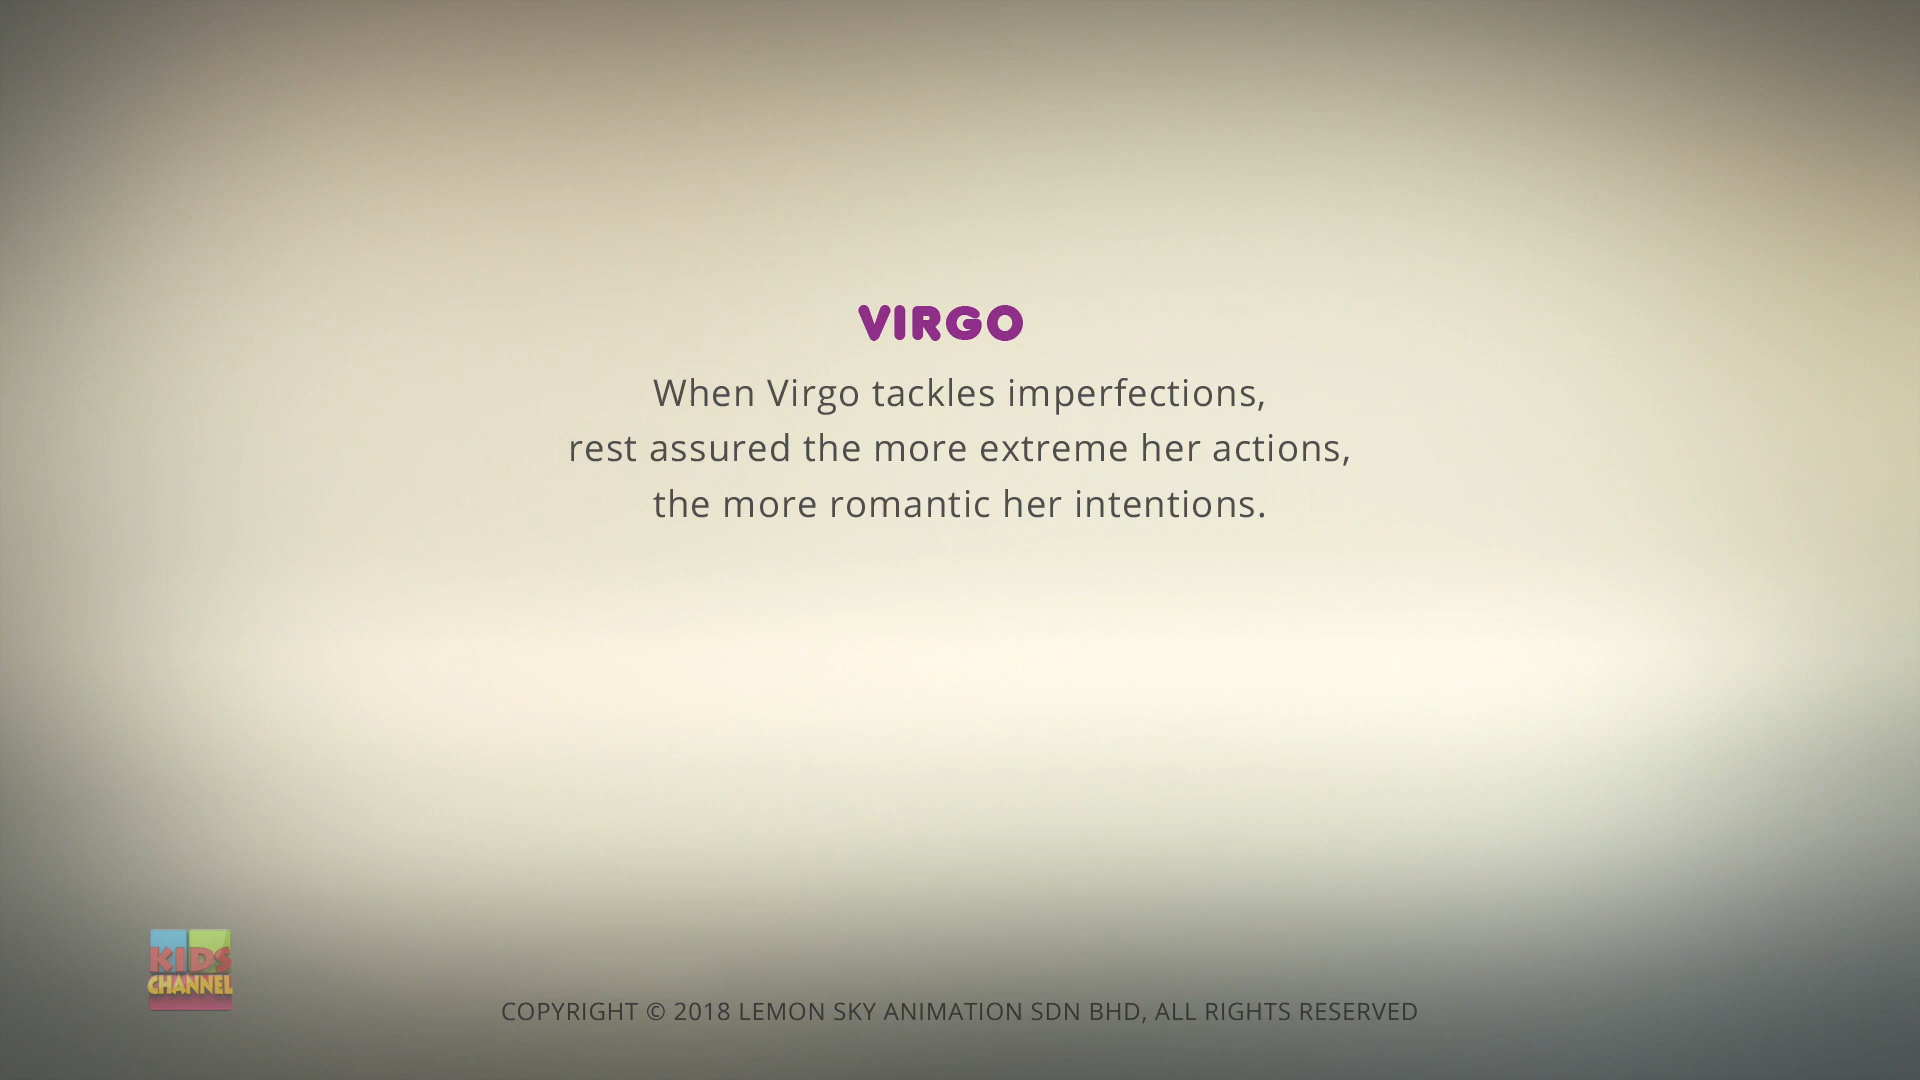 VIRGO
When Virgo tackles imperfections,
rest assured the more extreme her actions,
the more romantic her intentions.
KIDS
CHANNEL
COPYRIGHT © 2018 LEMON SKY ANIMATION SDN BHD, ALL RIGHTS RESERVED